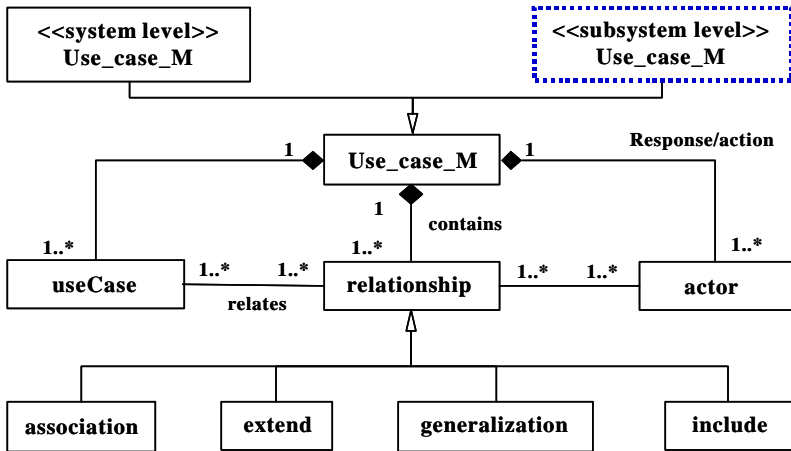 <<system level>>
Use_case_M
<<subsystem level>>
Use_case_M
Response/action
1
Use_case_M
1
1
contains
1..*
1..*
1..*
useCase
1..*
1..*
relationship
1..*
1..*
actor
relates
association
extend
generalization
include